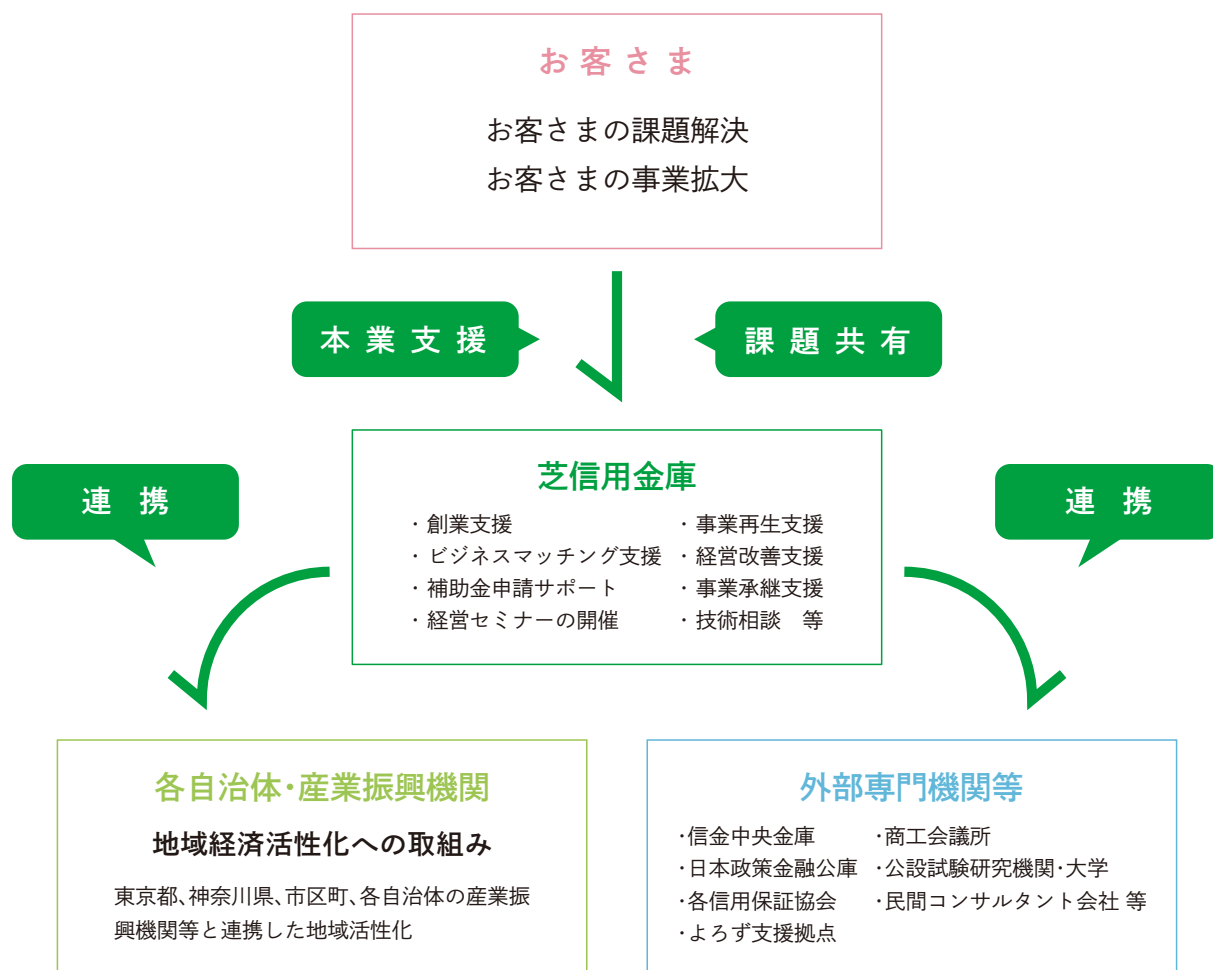 お客さま
お客さまの課題解決
お客さまの事業拡大
本業支援
課題共有
連携
連携
芝信用金庫
・創業支援
・ビジネスマッチング支援
・補助金申請サポート
・経営セミナーの開催
・事業再生支援
・経営改善支援
・事業承継支援
・技術相談　等
各自治体・産業振興機関
地域経済活性化への取組み
東京都、神奈川県、市区町、各自治体の産業振
興機関等と連携した地域活性化
外部専門機関等
・信金中央金庫
・日本政策金融公庫
・各信用保証協会
・よろず支援拠点
・商工会議所
・公設試験研究機関・大学
・民間コンサルタント会社 等